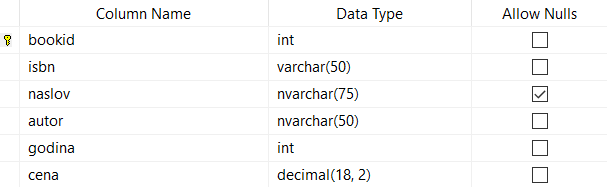 Column Name Data Type Allow Nulls
bookid int
isbn varchar(50)
naslov nvarchar(75)
autor nvarchar(50)
godina int
cena decimal(18, 2)